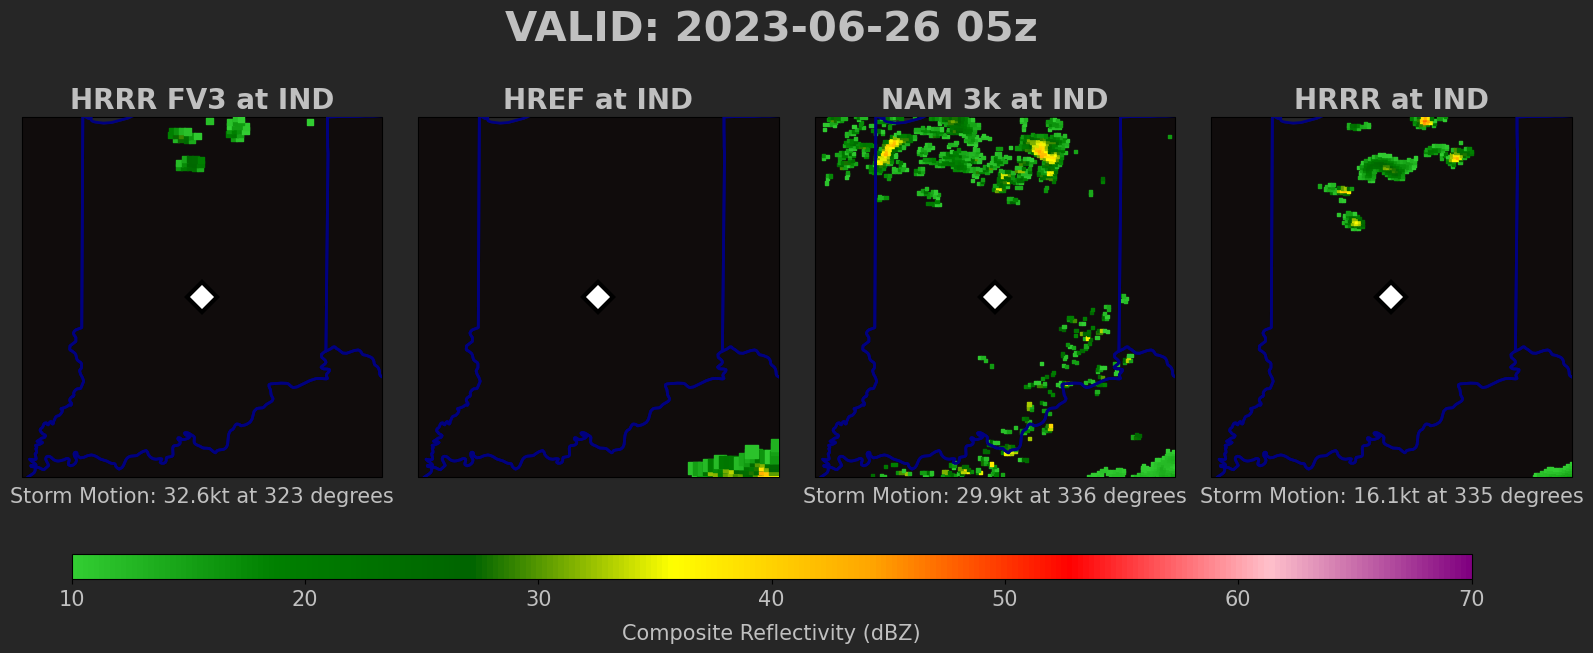 VALID: 2023-06-26 05z
HRRR FV3 at IND
HREF at IND
NAM 3k at IND
HRRR at IND
Storm Motion: 32.6kt at 323 degrees
Storm Motion: 29.9kt at 336 degrees
Storm Motion: 16.1kt at 335 degrees
10 20 30 40 50 60 70
Composite Reflectivity (dBZ)